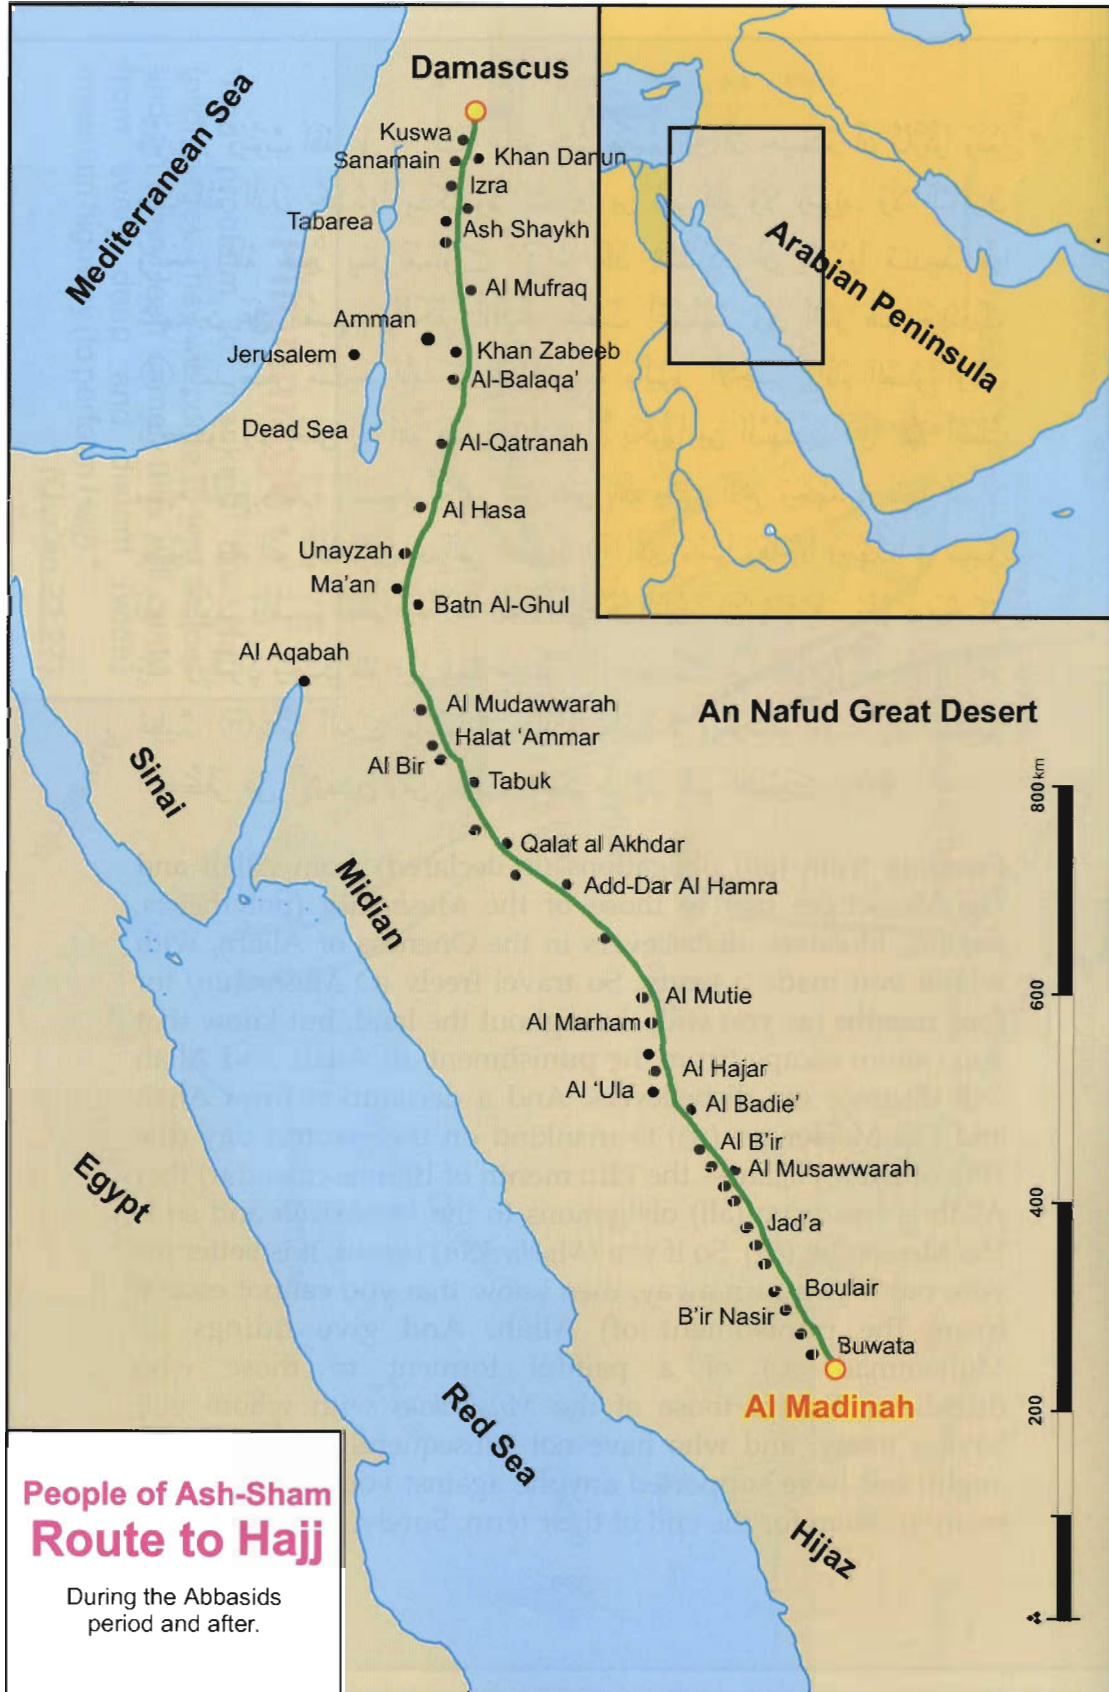 Damascus
Mediterranean Sea
Kuswa
Sanamain
Khan Danun
Izra
Tabarea
Ash Shaykh
Al Mufraq
Amman
Jerusalem
Khan Zabeeb
Al-Balaqa'
Dead Sea
Al-Qatranah
Al Hasa
Unayzah
Ma'an
Batn Al-Ghul
Arabian Peninsula
Al Aqabah
Al Mudawwarah
An Nafud Great Desert
Halat 'Ammar
Al Bir
Tabuk
Sinai
800 km
Qalat al Akhdar
Midian
Add-Dar Al Hamra
Al Mutie
600
Al Marham
Al Hajar
Al 'Ula
Al Badie'
Al B'ir
Al Musawwarah
Egypt
400
Jad'a
Boulair
B'ir Nasir
Buwata
Al Madinah
200
Red Sea
Hijaz
People of Ash-Sham
Route to Hajj
During the Abbasids
period and after.